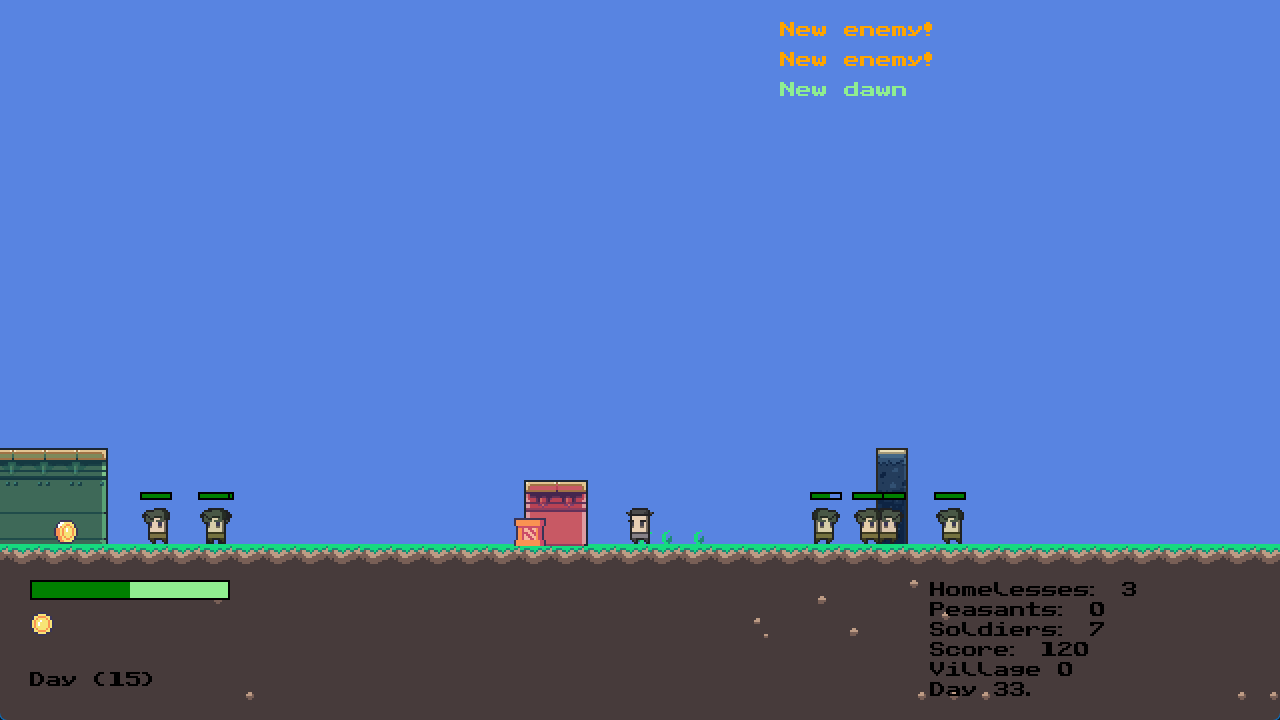 New enemy!
New enemy!
New dawn
Homelesses: 3
Peasants: 0
Soldiers: 7
Score: 120
Village 0
Day 33.
Day (15)